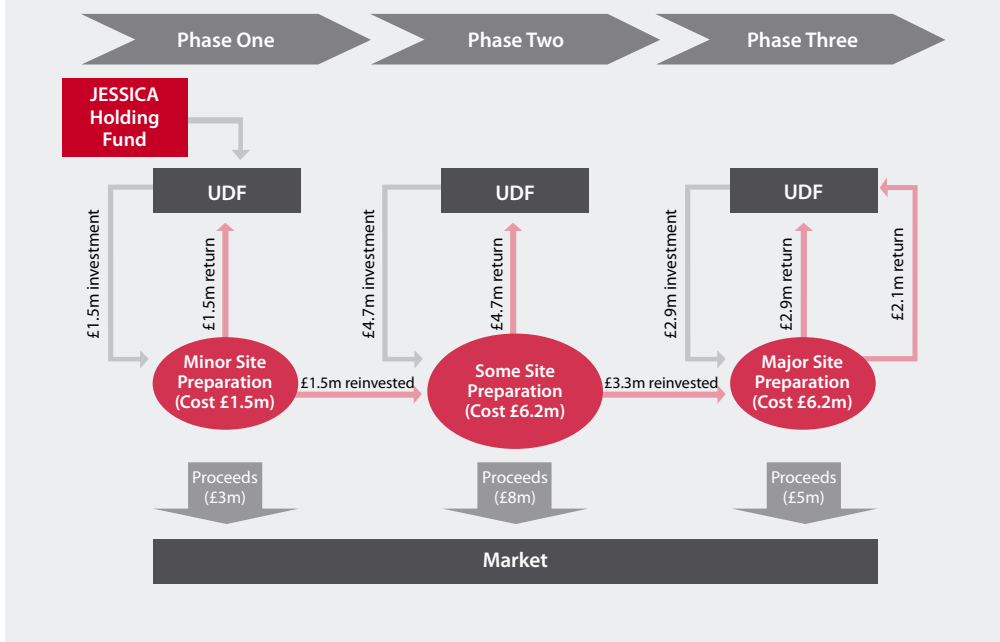 Phase One
Phase Two
Phase Three
JESSICA
Holding
Fund
UDF
UDF
UDF
£1.5m investment
£1.5m return
£4.7m investment
£4.7m return
£2.9m investment
£2.9m return
£2.1m return
Minor Site
Preparation
(Cost £1.5m)
£1.5m reinvested
Some Site
Preparation
(Cost £6.2m)
£3.3m reinvested
Major Site
Preparation
(Cost £6.2m)
Proceeds
(£3m)
Proceeds
(£8m)
Proceeds
(£5m)
Market